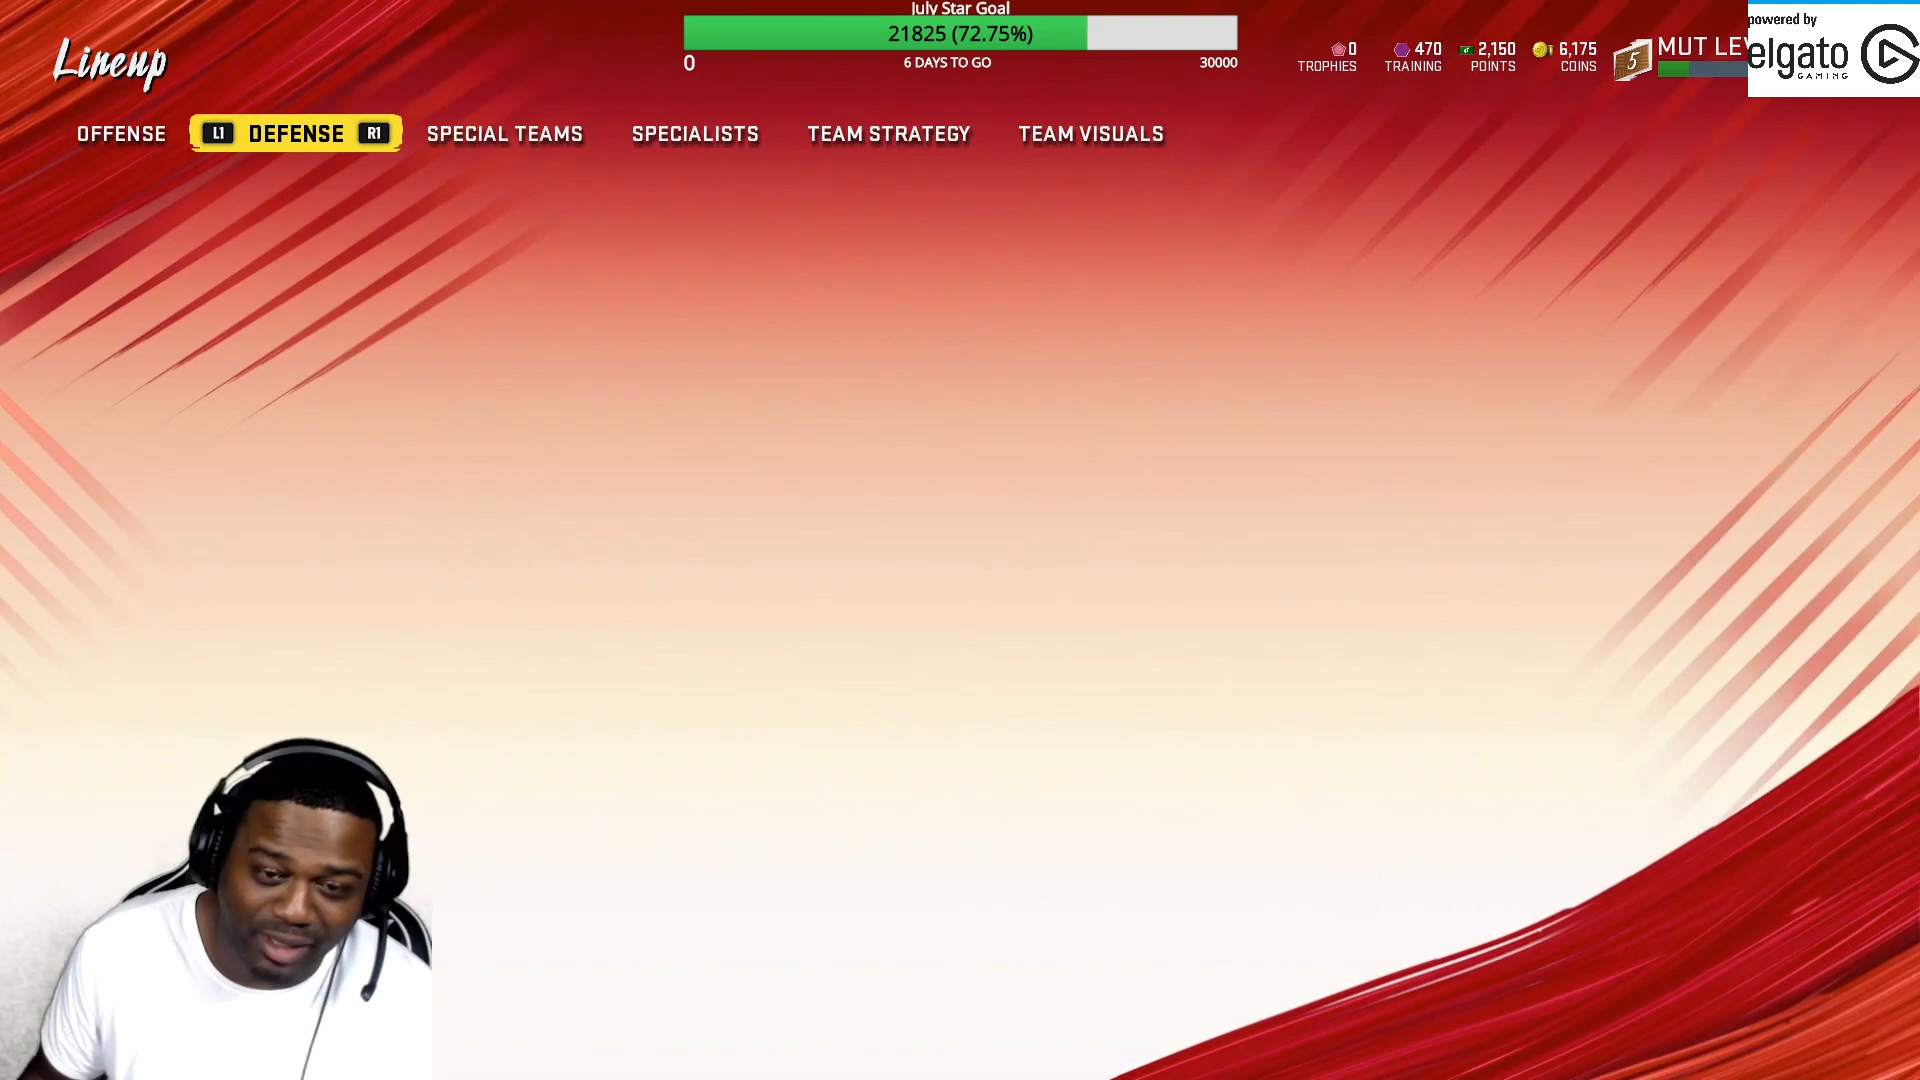 July Star Goal
21825 (72.75%)
0
6 DAYS TO GO
30000
Lineup
0
TROPHIES
470
TRAINING
2,150
POINTS
6,175
COINS
5
MUT LEV
powered by
elgato
GAMING
OFFENSE
L1 DEFENSE R1
SPECIAL TEAMS
SPECIALISTS
TEAM STRATEGY
TEAM VISUALS